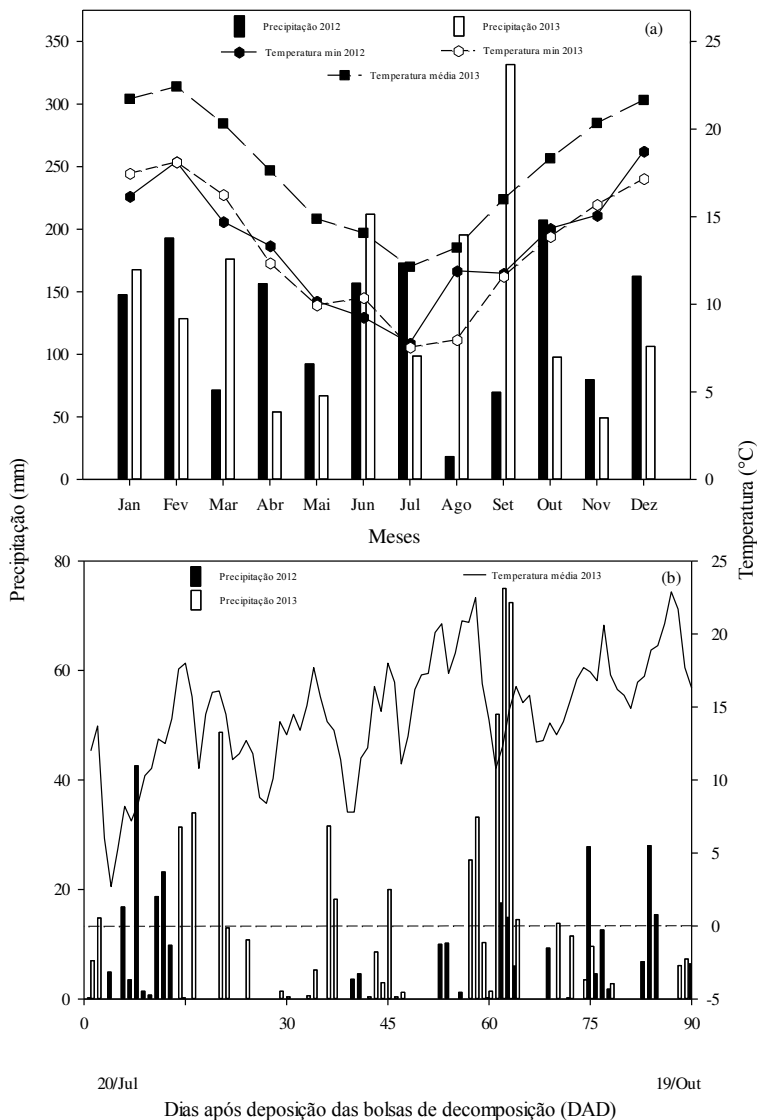 Precipitação 2012 Precipitação 2013 (a)
Temperatura min 2012 Temperatura min 2013
Temperatura média 2013
350
300
250
200
150
100
50
0
25
20
15
10
5
0
Jan Fev Mar Abr Mai Jun Jul Ago Set Out Nov Dez
Meses
Precipitação (mm)
Temperatura (°C)
Precipitação 2012 Temperatura média 2013 (b)
Precipitação 2013
80
60
40
20
0
25
20
15
10
5
0
-5
0 30 45 60 75 90
20/Jul 19/Out
Dias após deposição das bolsas de decomposição (DAD)